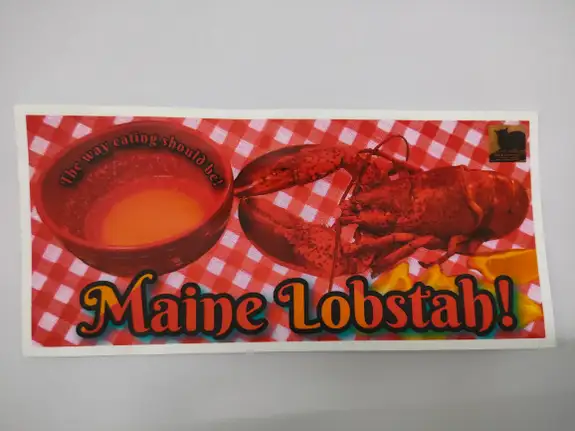 The way eating should be!
Maine Lobstah!